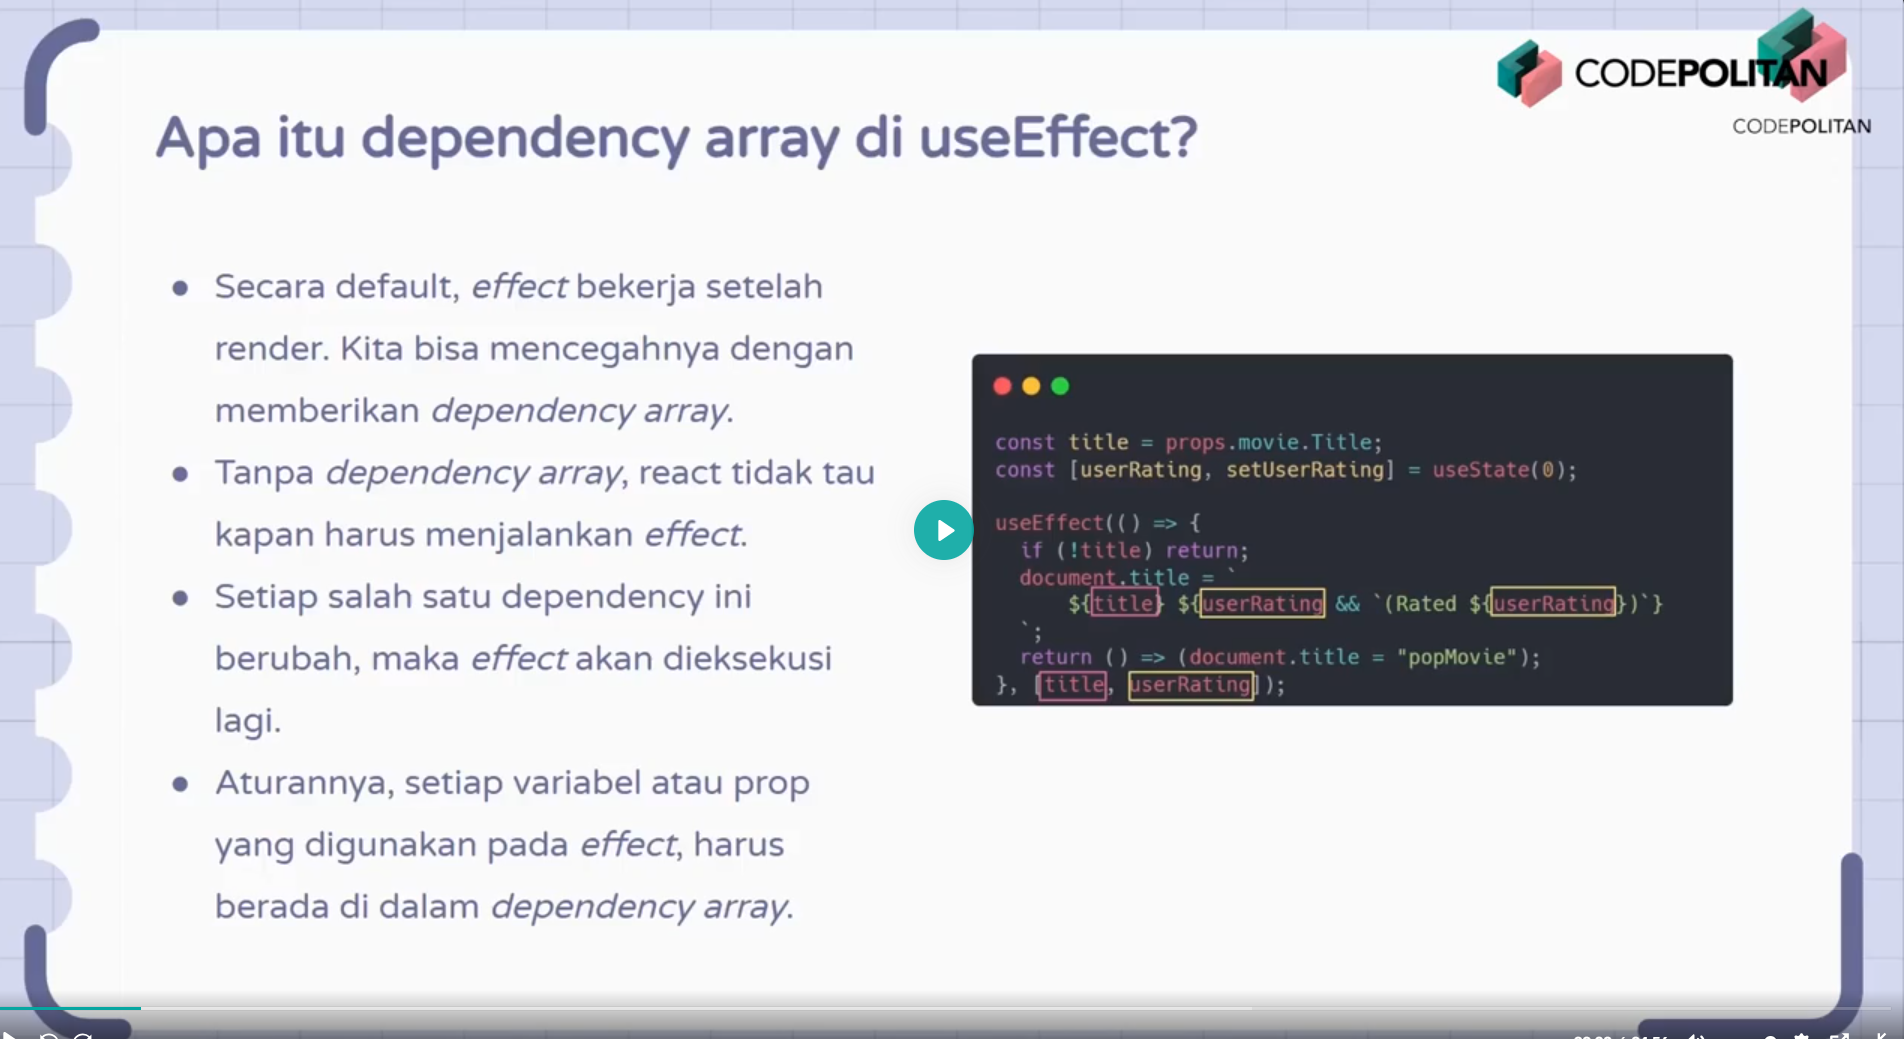 CODEPOLITAN
CODEPOLITAN
Apa itu dependency array di useEffect?
● Secara default, effect bekerja setelah
render. Kita bisa mencegahnya dengan
memberikan dependency array.
● Tanpa dependency array, react tidak tau
kapan harus menjalankan effect.
● Setiap salah satu dependency ini
berubah, maka effect akan dieksekusi
lagi.
● Aturannya, setiap variabel atau prop
yang digunakan pada effect, harus
berada di dalam dependency array.
const title = props.movie.Title;
const [userRating, setUserRating] = useState(0);
useEffect(() => {
if (!title) return;
document.title = `
${title} ${userRating && `(Rated ${userRating})`}
`;
return () => (document.title = "popMovie");
}, [title, userRating]);